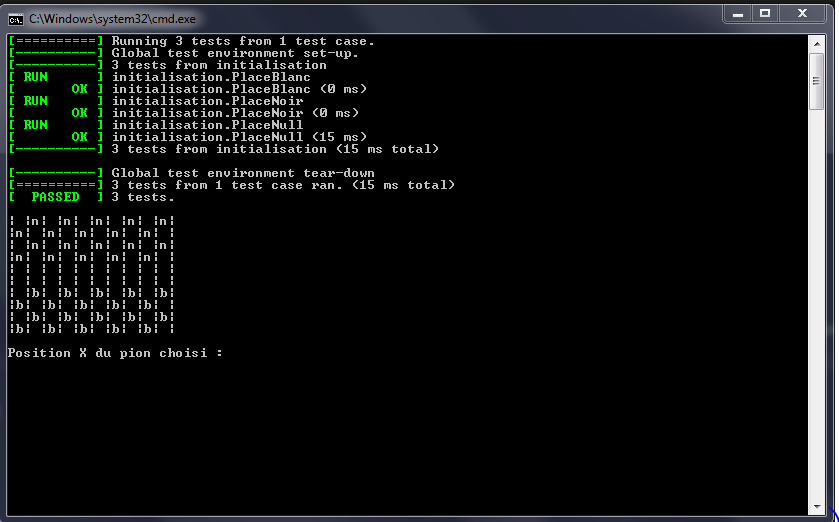 C:\Windows\system32\cmd.exe
[==========] Running 3 tests from 1 test case.
[----------] Global test environment set-up.
[----------] 3 tests from initialisation
[ RUN      ] initialisation.PlaceBlanc
[       OK ] initialisation.PlaceBlanc (0 ms)
[ RUN      ] initialisation.PlaceNoir
[       OK ] initialisation.PlaceNoir (0 ms)
[ RUN      ] initialisation.PlaceNull
[       OK ] initialisation.PlaceNull (15 ms)
[----------] 3 tests from initialisation (15 ms total)
[----------] Global test environment tear-down
[==========] 3 tests from 1 test case ran. (15 ms total)
[  PASSED  ] 3 tests.
¦ ¦n¦ ¦n¦ ¦n¦ ¦n¦ ¦n¦
¦n¦ ¦n¦ ¦n¦ ¦n¦ ¦n¦ ¦
¦ ¦n¦ ¦n¦ ¦n¦ ¦n¦ ¦n¦
¦n¦ ¦n¦ ¦n¦ ¦n¦ ¦n¦ ¦
¦ ¦ ¦ ¦ ¦ ¦ ¦ ¦ ¦ ¦ ¦
¦ ¦ ¦ ¦ ¦ ¦ ¦ ¦ ¦ ¦ ¦
¦ ¦b¦ ¦b¦ ¦b¦ ¦b¦ ¦b¦
¦b¦ ¦b¦ ¦b¦ ¦b¦ ¦b¦ ¦
¦ ¦b¦ ¦b¦ ¦b¦ ¦b¦ ¦b¦
¦b¦ ¦b¦ ¦b¦ ¦b¦ ¦b¦ ¦
Position X du pion choisi :